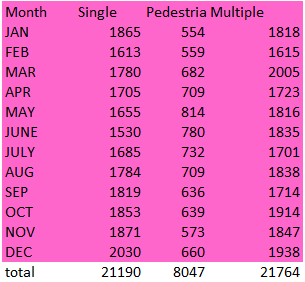 Month Single Pedestria Multiple
JAN 1865 554 1818
FEB 1613 559 1615
MAR 1780 682 2005
APR 1705 709 1723
MAY 1655 814 1816
JUNE 1530 780 1835
JULY 1685 732 1701
AUG 1784 709 1838
SEP 1819 636 1714
OCT 1853 639 1914
NOV 1871 573 1847
DEC 2030 660 1938
total 21190 8047 21764